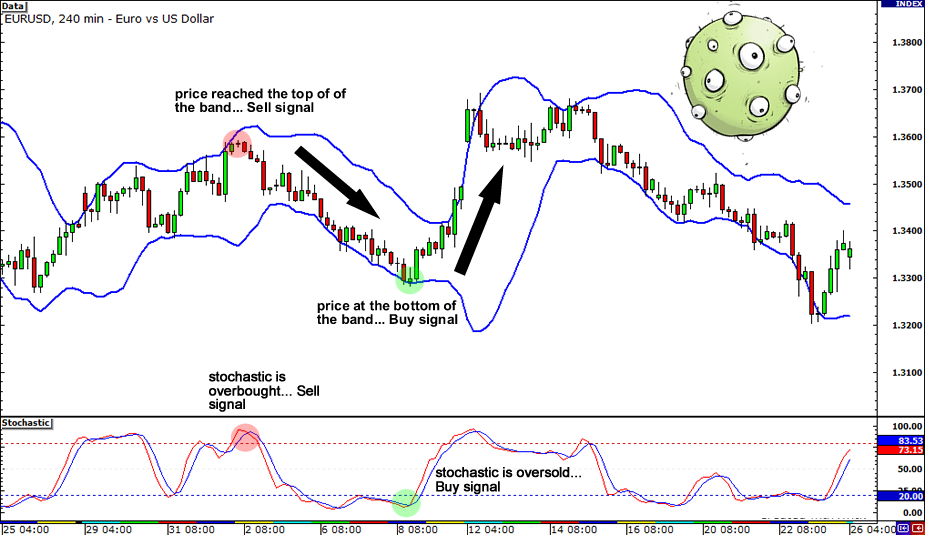 Data
INDEX
EURUSD, 240 min - Euro vs US Dollar
1.3800
price reached the top of of
the band... Sell signal
1.3700
1.3600
1.3500
1.3400
1.3300
price at the bottom of
the band... Buy signal
1.3200
stochastic is
overbought... Sell
signal
1.3100
Stochastic
100.00
83.53
73.15
stochastic is oversold...
Buy signal
50.00
25.00
20.00
0.00
25 04:00
29 04:00
31 08:00
2 08:00
6 08:00
8 08:00
12 04:00
14 08:00
20 08:00
22 08:00
26 04:00